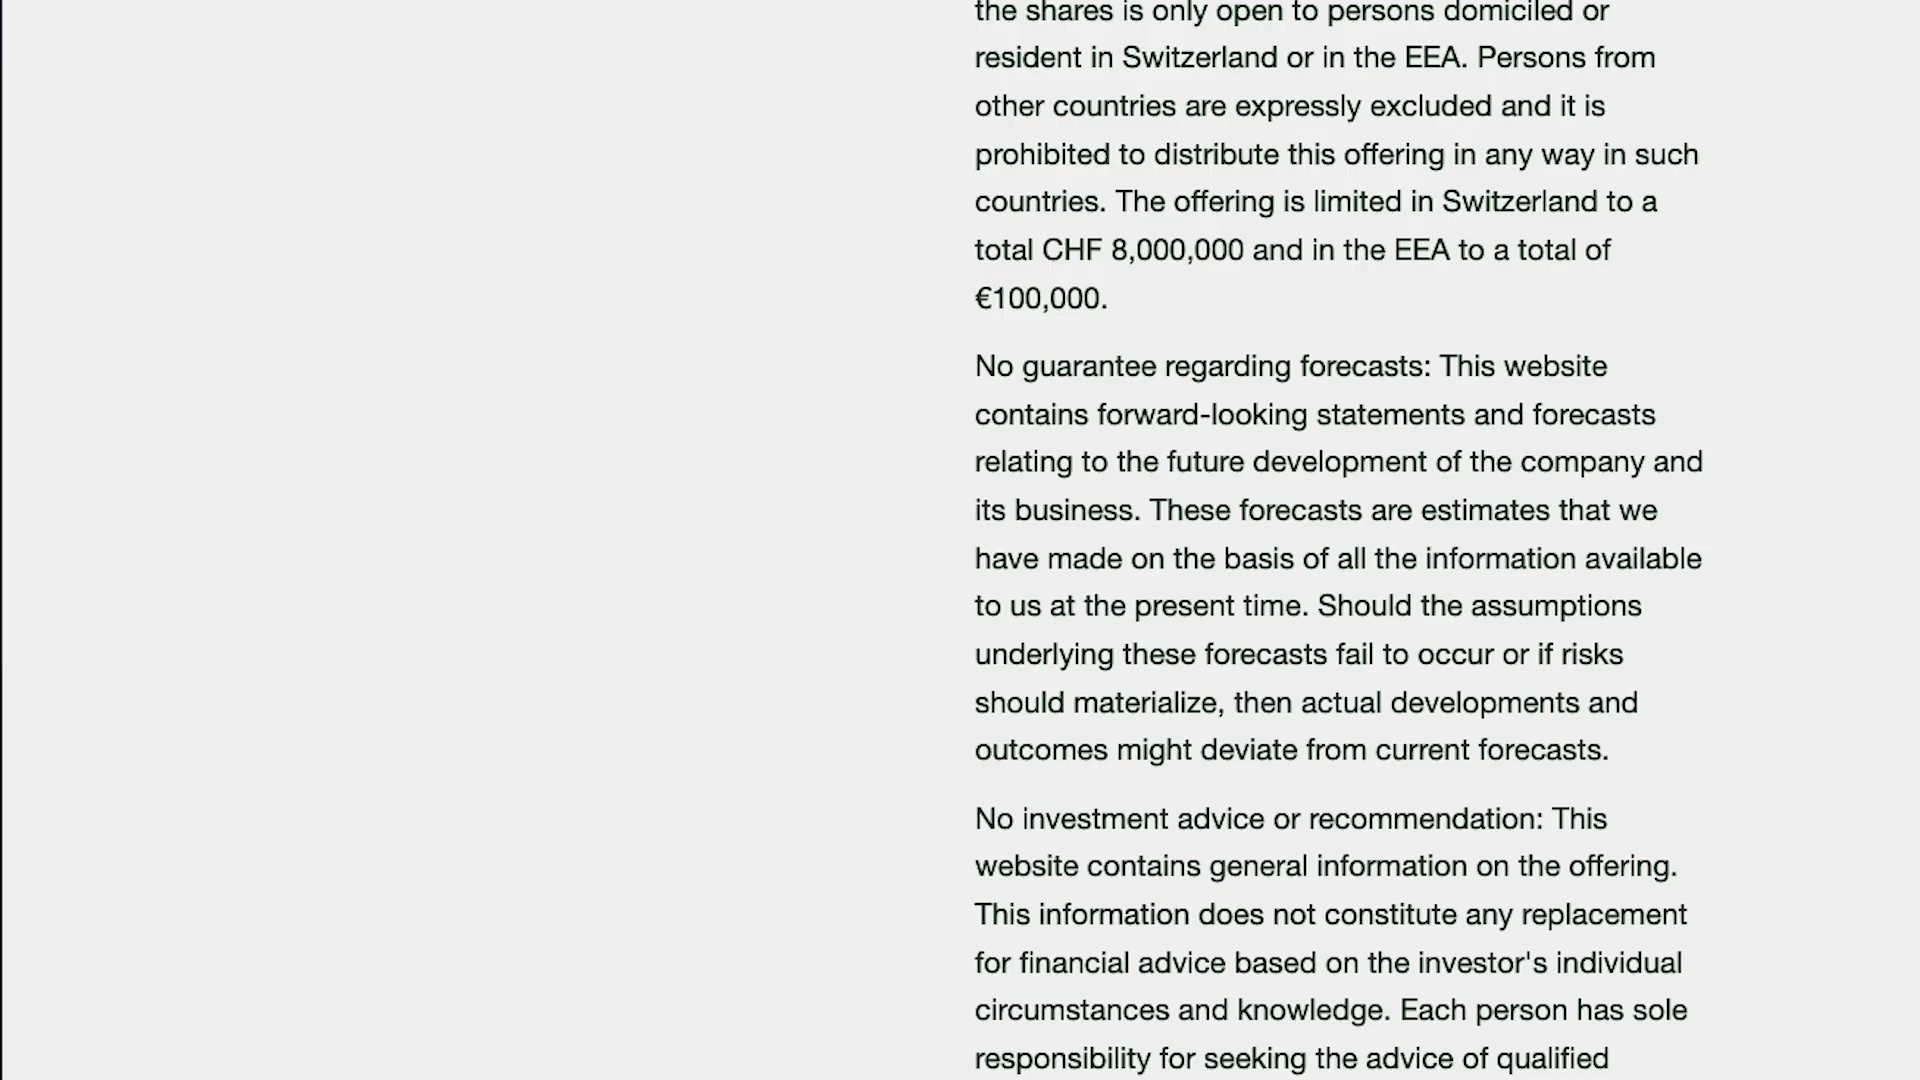 the shares is only open to persons domiciled or
resident in Switzerland or in the EEA. Persons from
other countries are expressly excluded and it is
prohibited to distribute this offering in any way in such
countries. The offering is limited in Switzerland to a
total CHF 8,000,000 and in the EEA to a total of
€100,000.
No guarantee regarding forecasts: This website
contains forward-looking statements and forecasts
relating to the future development of the company and
its business. These forecasts are estimates that we
have made on the basis of all the information available
to us at the present time. Should the assumptions
underlying these forecasts fail to occur or if risks
should materialize, then actual developments and
outcomes might deviate from current forecasts.
No investment advice or recommendation: This
website contains general information on the offering.
This information does not constitute any replacement
for financial advice based on the investor's individual
circumstances and knowledge. Each person has sole
responsibility for seeking the advice of qualified